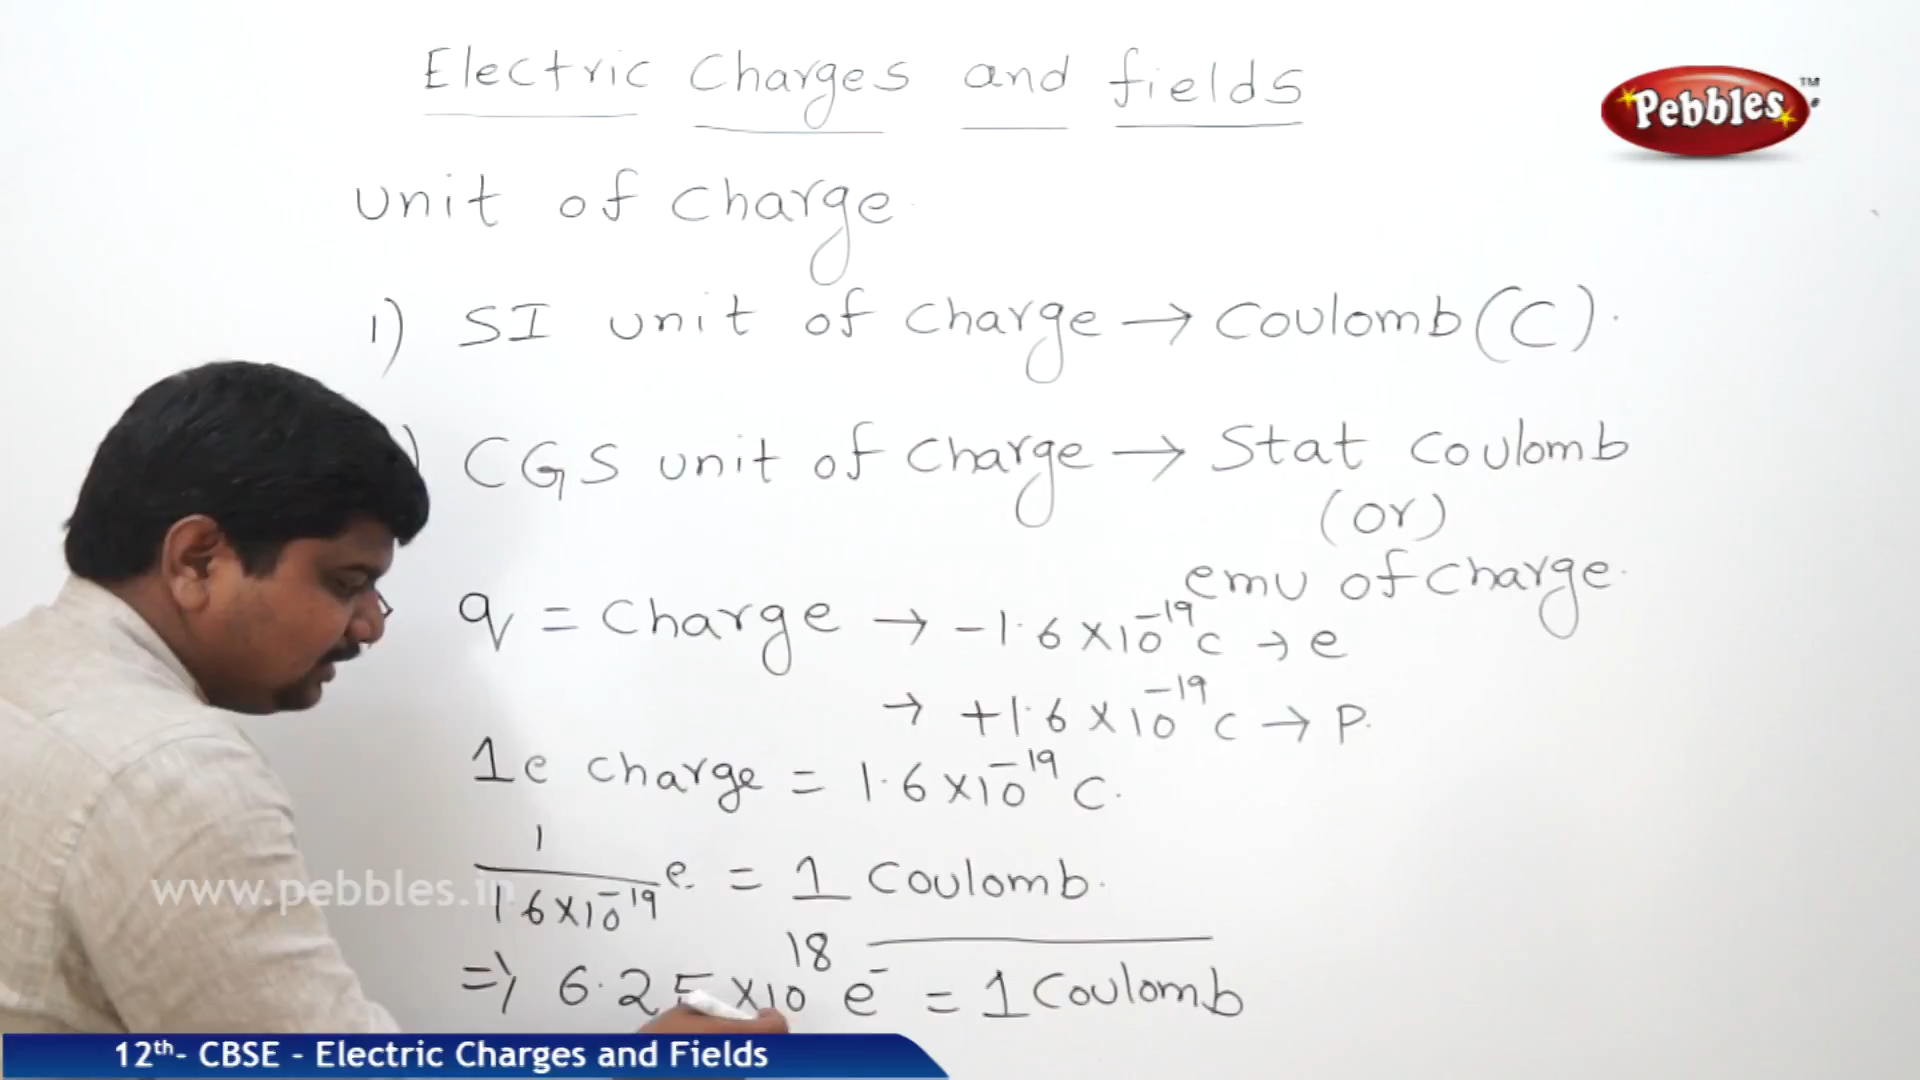 Electric Charges and fields
Pebbles ™
unit of Charge
1) SI unit of Charge → Coulomb (C).
) CGS unit of Charge → Stat Coulomb
(or)
emu of Charge.
q = Charge → -1.6×10⁻¹⁹ C → e
→ +1.6×10⁻¹⁹ C → P.
1e charge = 1.6×10⁻¹⁹ C.
1/1.6×10⁻¹⁹ e = 1 Coulomb.
www.pebbles.in
⇒ 6.25×10¹⁸ e⁻ = 1 Coulomb
12th- CBSE - Electric Charges and Fields